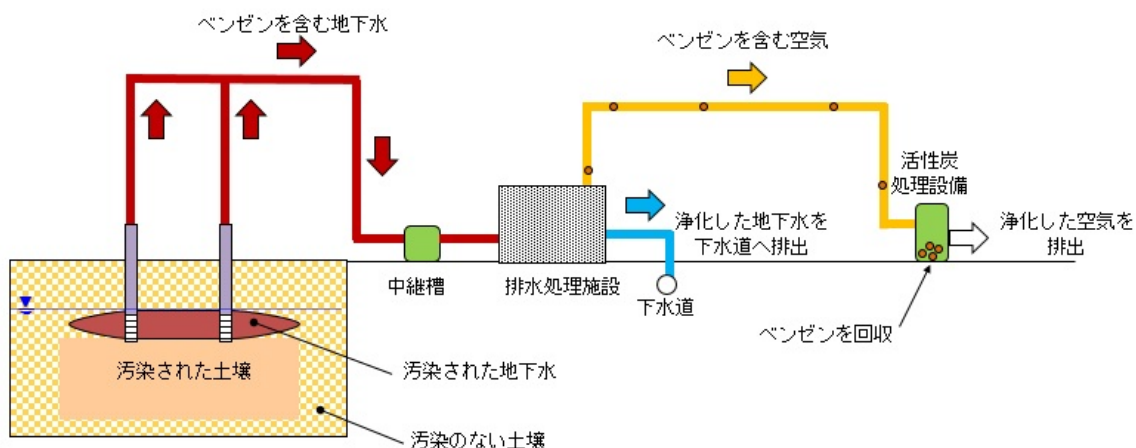 ベンゼンを含む地下水
ベンゼンを含む空気
活性炭
処理設備
浄化した地下水を
下水道へ排出
浄化した空気を
排出
中継槽
排水処理施設
下水道
ベンゼンを回収
汚染された土壌
汚染された地下水
汚染のない土壌